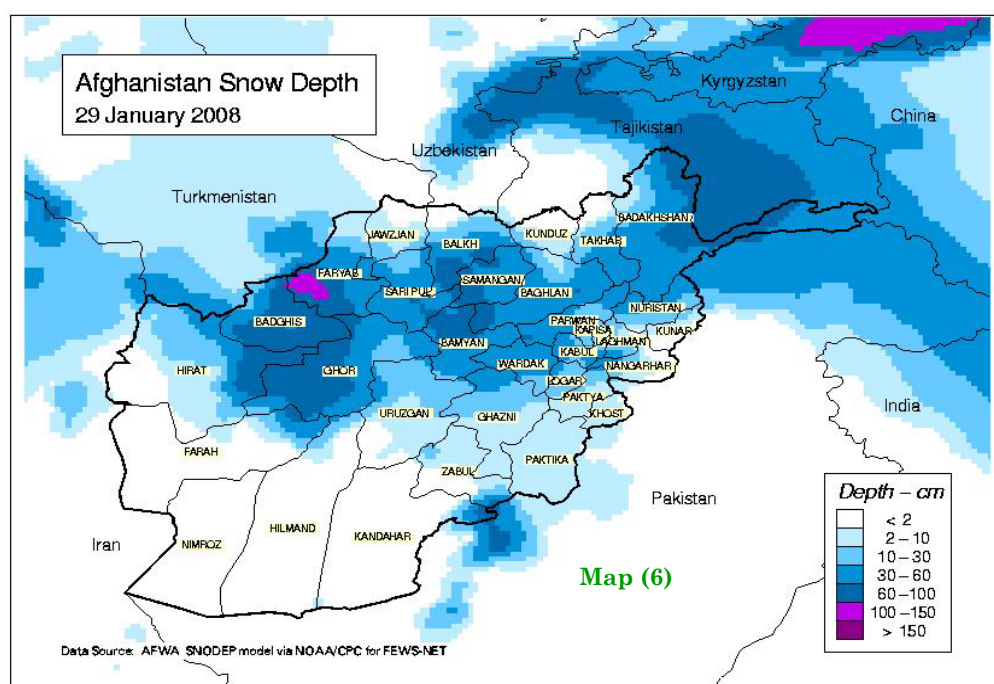 Afghanistan Snow Depth
29 January 2008
Kyrgyzstan
China
Tajikistan
Uzbekistan
Turkmenistan
BADAKHSHAN
JAWZJAN
BALKH
KUNDUZ
TAKHAR
FARYAB
SARI PUL
SAMANGAN
BAGHLAN
NURISTAN
BADGHIS
PARWAN
KAPISA
KUNAR
LAGHMAN
BAMYAN
KABUL
HIRAT
GHOR
WARDAK
NANGARHAR
LOGAR
PAKTYA
URUZGAN
GHAZNI
KHOST
India
FARAH
ZABUL
PAKTIKA
Pakistan
HILMAND
KANDAHAR
NIMROZ
Iran
Map (6)
Depth – cm
< 2
2 – 10
10 – 30
30 – 60
60 – 100
100 – 150
> 150
Data Source: AFWA SNODEP model via NOAA/CPC for FEWS-NET